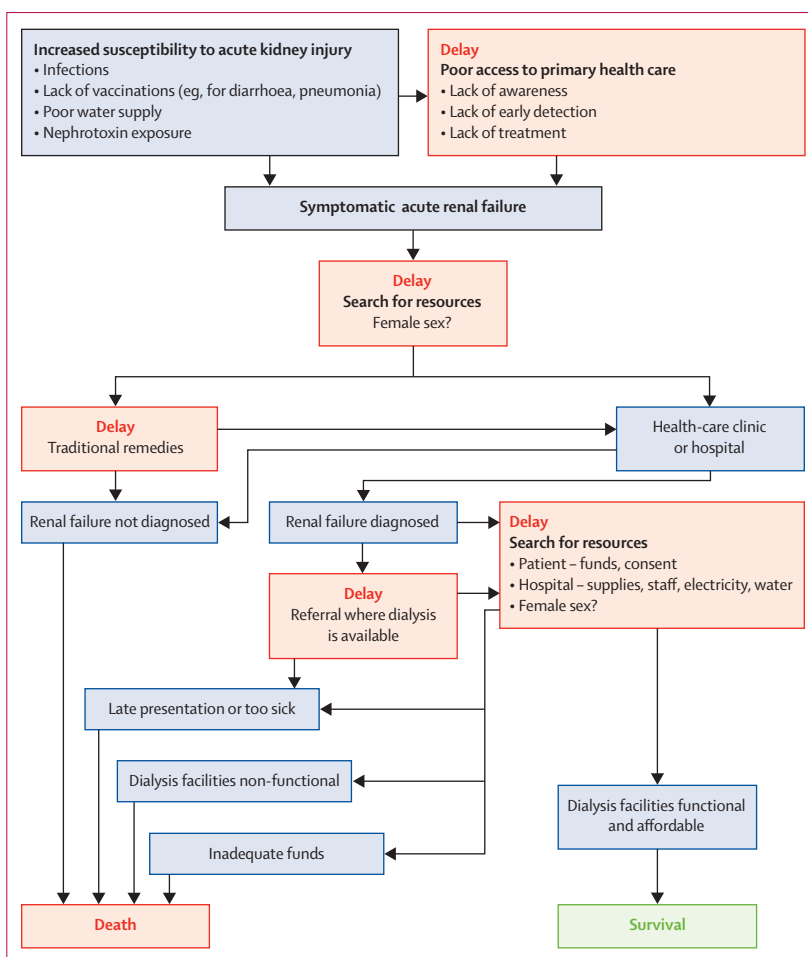 Increased susceptibility to acute kidney injury
• Infections
• Lack of vaccinations (eg, for diarrhoea, pneumonia)
• Poor water supply
• Nephrotoxin exposure
Delay
Poor access to primary health care
• Lack of awareness
• Lack of early detection
• Lack of treatment
Symptomatic acute renal failure
Delay
Search for resources
Female sex?
Delay
Traditional remedies
Health-care clinic
or hospital
Renal failure not diagnosed
Renal failure diagnosed
Delay
Search for resources
• Patient – funds, consent
• Hospital – supplies, staff, electricity, water
• Female sex?
Delay
Referral where dialysis
is available
Late presentation or too sick
Dialysis facilities non-functional
Dialysis facilities functional
and affordable
Inadequate funds
Death
Survival